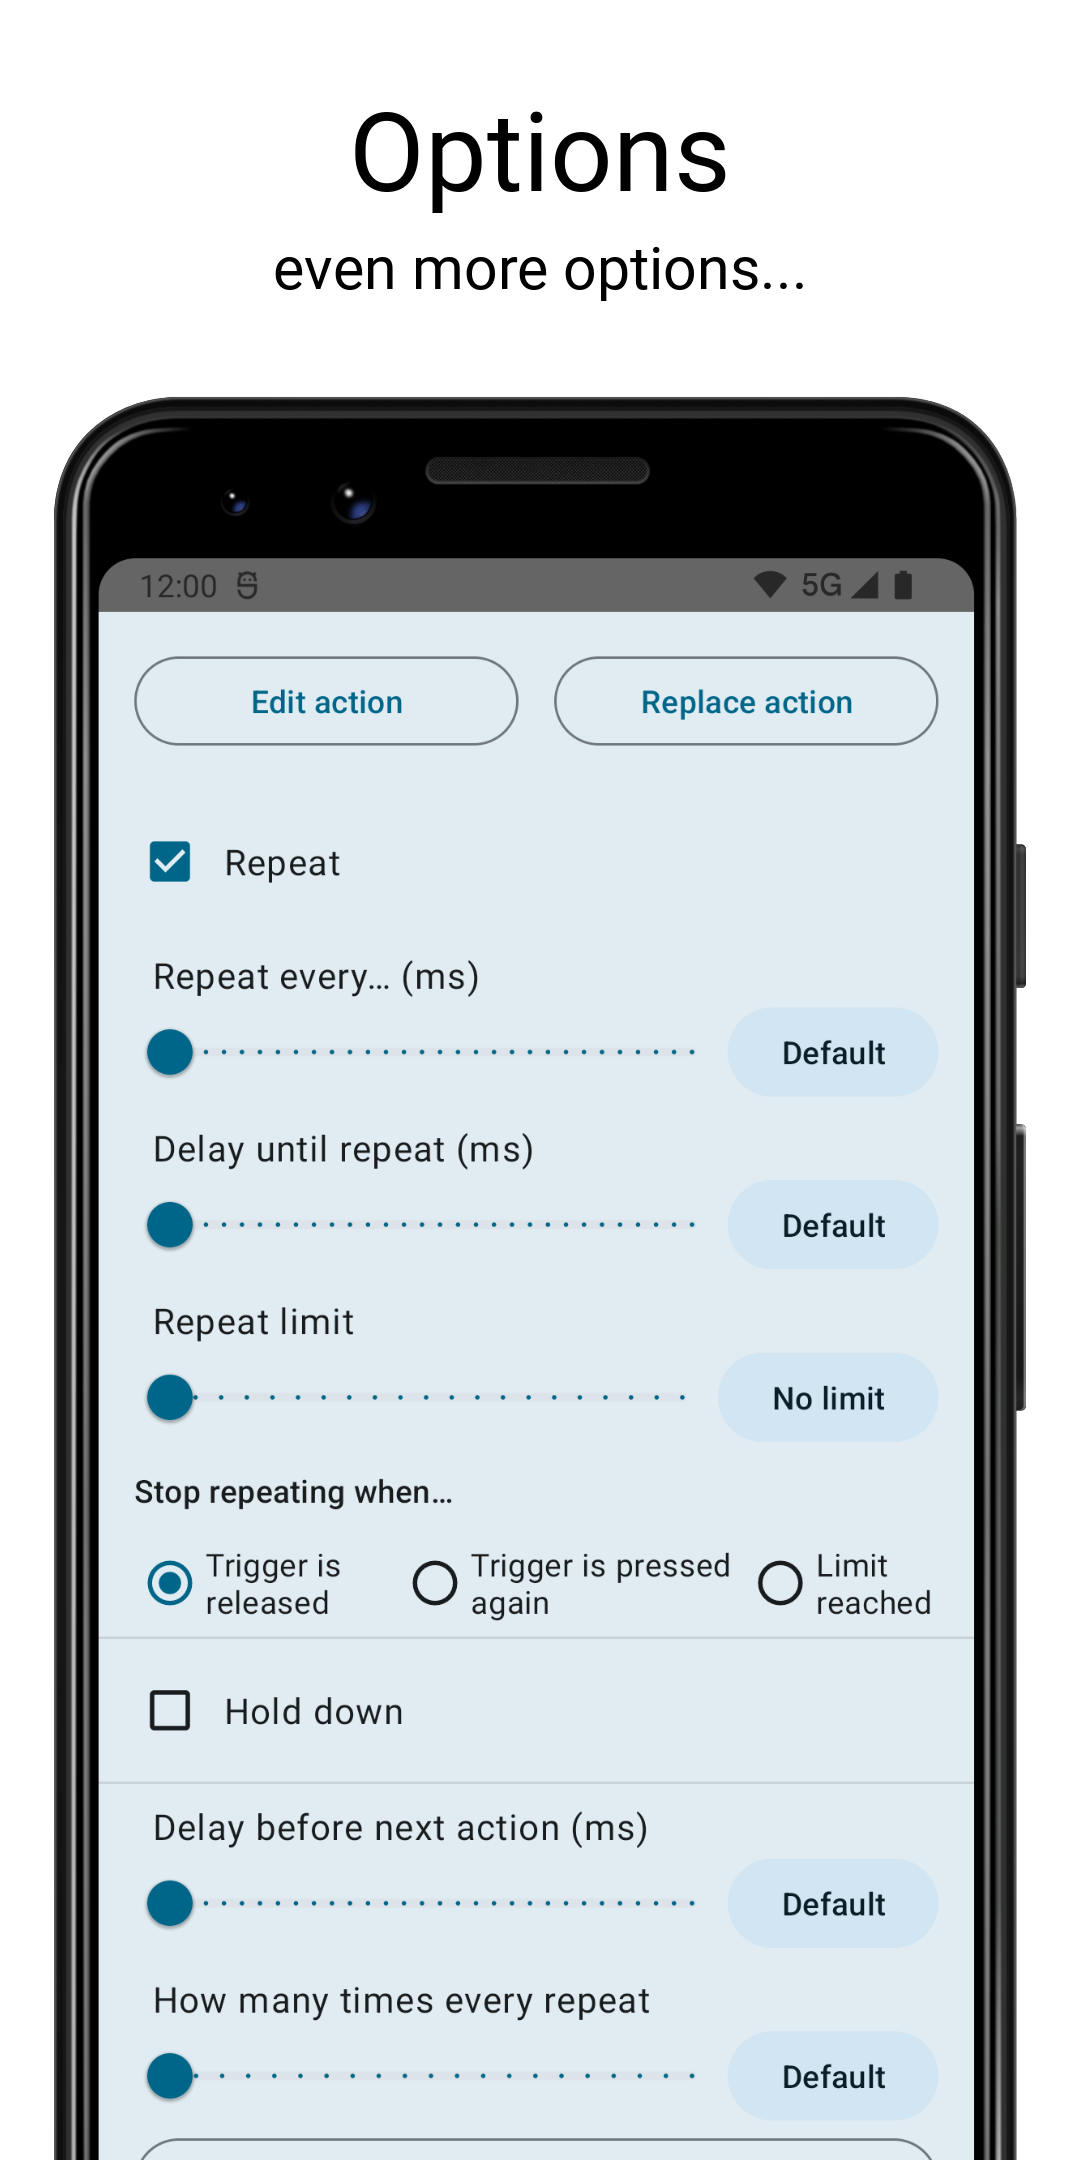 Options
even more options...
12:00
5G
Edit action
Replace action
Repeat
Repeat every… (ms)
Default
Delay until repeat (ms)
Default
Repeat limit
No limit
Stop repeating when…
Trigger is
released
Trigger is pressed
again
Limit
reached
Hold down
Delay before next action (ms)
Default
How many times every repeat
Default